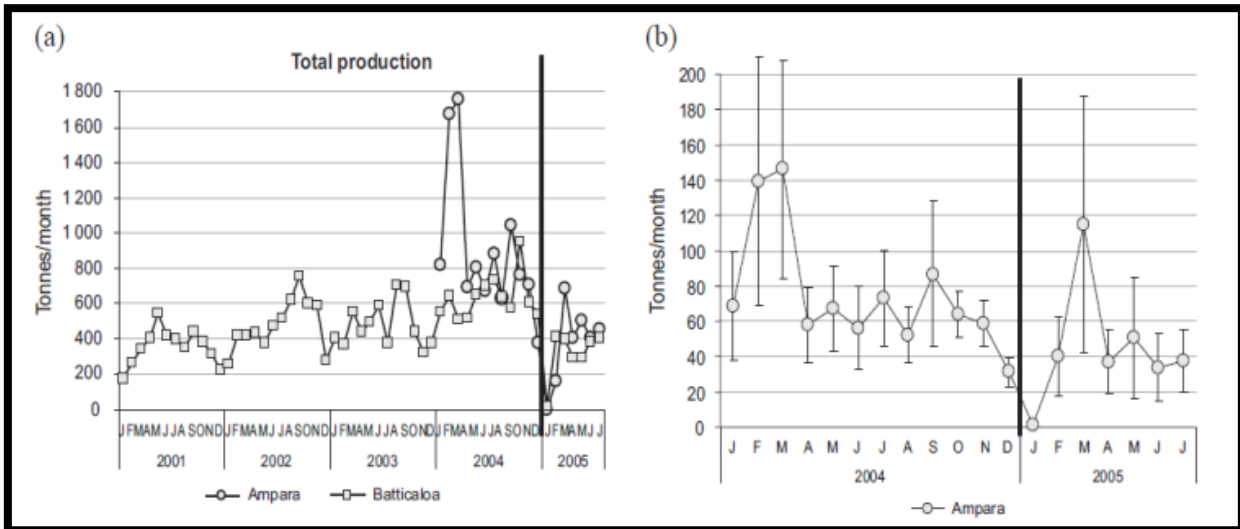 (a)
Total production
Tonnes/month
1 800
1 600
1 400
1 200
1 000
800
600
400
200
0
J FMAMJ JA SOND J FMAMJ JA SOND J FMAMJ JA SOND J FMAMJ JA SOND J FMAMJ J
2001 2002 2003 2004 2005
Ampara Batticaloa
(b)
Tonnes/month
200
180
160
140
120
100
80
60
40
20
0
J F M A M J J A S O N D J F M A M J J
2004 2005
Ampara